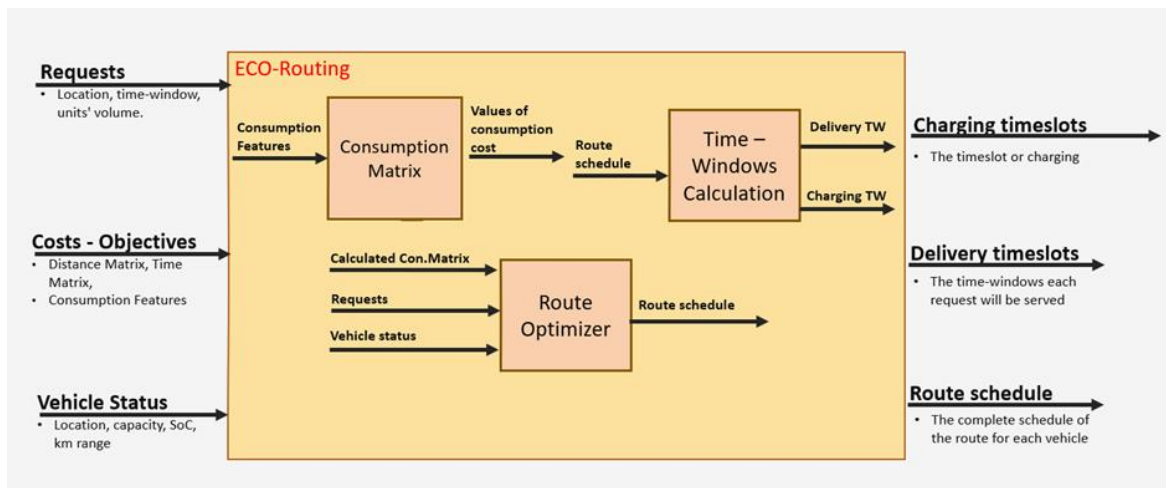 Requests
• Location, time-window,
units' volume.
Costs - Objectives
• Distance Matrix, Time
Matrix,
• Consumption Features
Vehicle Status
• Location, capacity, SoC,
km range
ECO-Routing
Consumption
Features
Consumption
Matrix
Values of
consumption
cost
Route
schedule
Time –
Windows
Calculation
Delivery TW
Charging TW
Calculated Con.Matrix
Requests
Vehicle status
Route
Optimizer
Route schedule
Charging timeslots
• The timeslot or charging
Delivery timeslots
• The time-windows each
request will be served
Route schedule
• The complete schedule of
the route for each vehicle